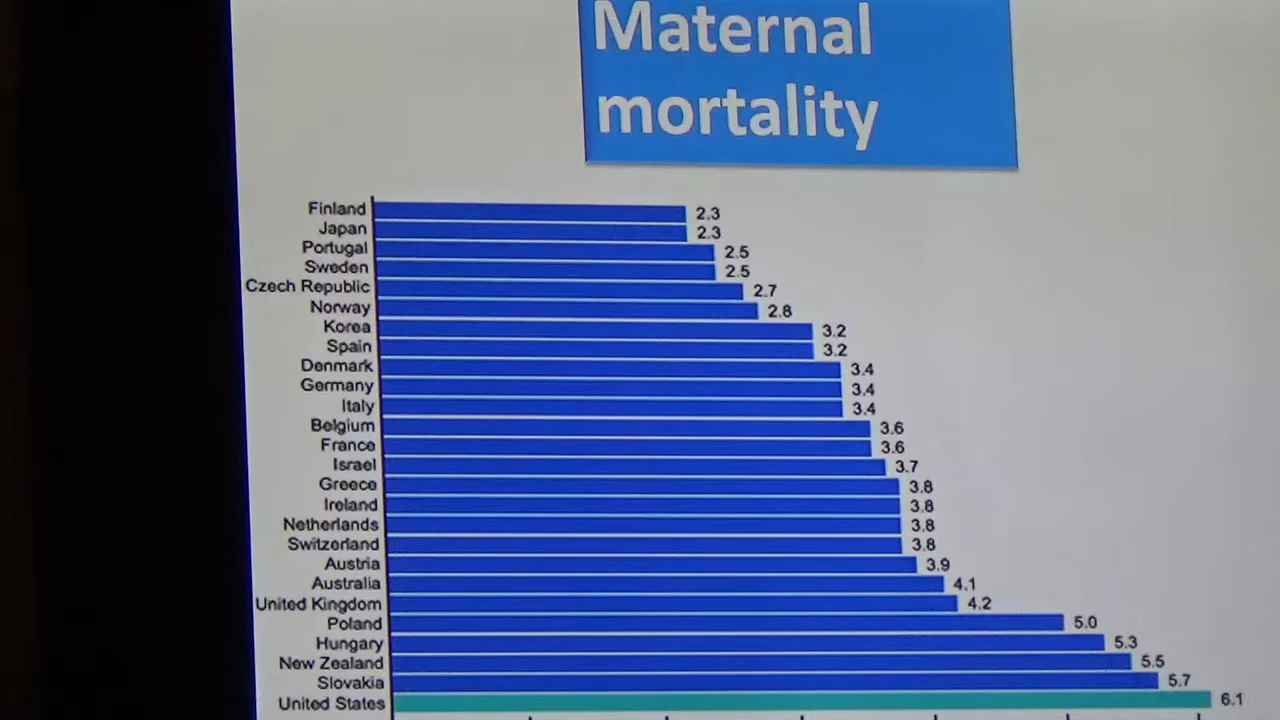 Maternal
mortality
Finland 2.3
Japan 2.3
Portugal 2.5
Sweden 2.5
Czech Republic 2.7
Norway 2.8
Korea 3.2
Spain 3.2
Denmark 3.4
Germany 3.4
Italy 3.4
Belgium 3.6
France 3.6
Israel 3.7
Greece 3.8
Ireland 3.8
Netherlands 3.8
Switzerland 3.8
Austria 3.9
Australia 4.1
United Kingdom 4.2
Poland 5.0
Hungary 5.3
New Zealand 5.5
Slovakia 5.7
United States 6.1